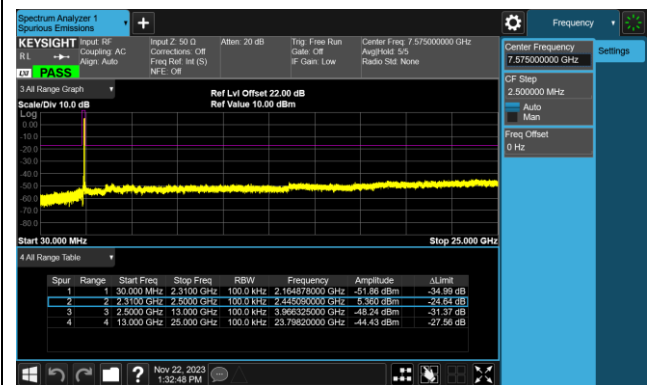 Spectrum Analyzer 1
Spurious Emissions
Frequency
KEYSIGHT
RL
LXI PASS
Input: RF
Coupling: AC
Align: Auto
Input Z: 50 Ω
Corrections: Off
Freq Ref: Int (S)
NFE: Off
Atten: 20 dB
Trig: Free Run
Gate: Off
IF Gain: Low
Center Freq: 7.575000000 GHz
Avg|Hold: 5/5
Radio Std: None
Center Frequency
7.575000000 GHz
Settings
CF Step
2.500000 MHz
Auto
Man
Freq Offset
0 Hz
3 All Range Graph
Scale/Div 10.0 dB
Ref Lvl Offset 22.00 dB
Ref Value 10.00 dBm
Log
0.00
-10.0
-20.0
-30.0
-40.0
-50.0
-60.0
-70.0
-80.0
Start 30.000 MHz
Stop 25.000 GHz
4 All Range Table
Spur Range Start Freq Stop Freq RBW Frequency Amplitude ΔLimit
1 1 30.000 MHz 2.3100 GHz 100.0 kHz 2.164878000 GHz -51.86 dBm -34.99 dB
2 2 2.3100 GHz 2.5000 GHz 100.0 kHz 2.445090000 GHz 5.360 dBm -24.64 dB
3 3 2.5000 GHz 13.000 GHz 100.0 kHz 3.966325000 GHz -48.24 dBm -31.37 dB
4 4 13.000 GHz 25.000 GHz 100.0 kHz 23.79820000 GHz -44.43 dBm -27.56 dB
?
Nov 22, 2023
1:32:48 PM